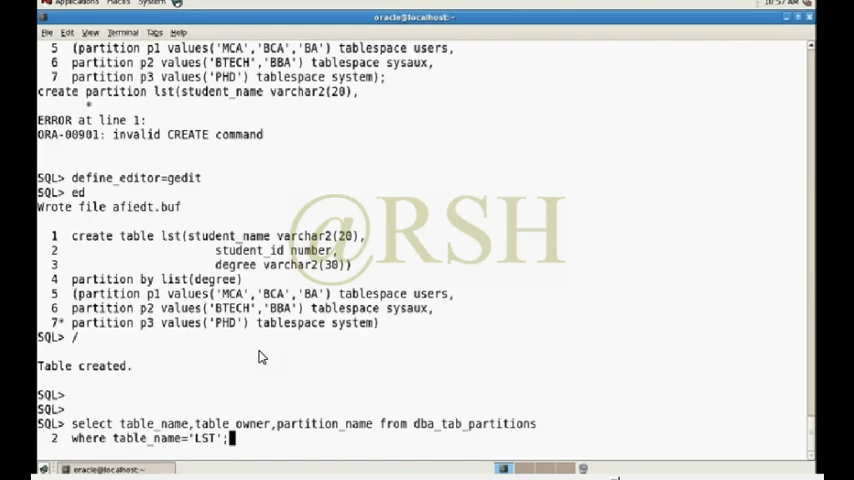 Applications Places System
10:57 AM
oracle@localhost:~
File Edit View Terminal Tabs Help
5 (partition p1 values('MCA','BCA','BA') tablespace users,
6 partition p2 values('BTECH','BBA') tablespace sysaux,
7 partition p3 values('PHD') tablespace system);
create partition lst(student_name varchar2(20),
*
ERROR at line 1:
ORA-00901: invalid CREATE command
SQL> define_editor=gedit
SQL> ed
Wrote file afiedt.buf
1 create table lst(student_name varchar2(20),
2 student_id number,
3 degree varchar2(30))
4 partition by list(degree)
5 (partition p1 values('MCA','BCA','BA') tablespace users,
6 partition p2 values('BTECH','BBA') tablespace sysaux,
7* partition p3 values('PHD') tablespace system)
SQL> /
@RSH
Table created.
SQL>
SQL>
SQL> select table_name,table_owner,partition_name from dba_tab_partitions
2 where table_name='LST';
oracle@localhost:~